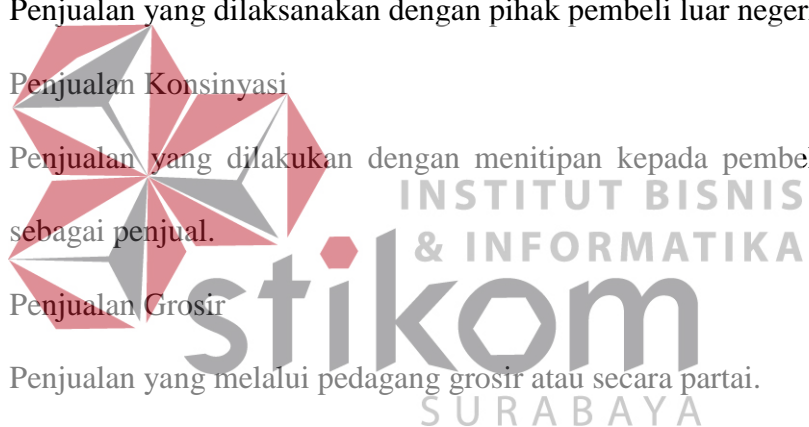 Penjualan yang dilaksanakan dengan pihak pembeli luar neger
Penjualan Konsinyasi
Penjualan yang dilakukan dengan menitipan kepada pembe
INSTITUT BISNIS
sebagai penjual.
& INFORMATIKA
Penjualan Grosir
stikom
Penjualan yang melalui pedagang grosir atau secara partai.
SURABAYA